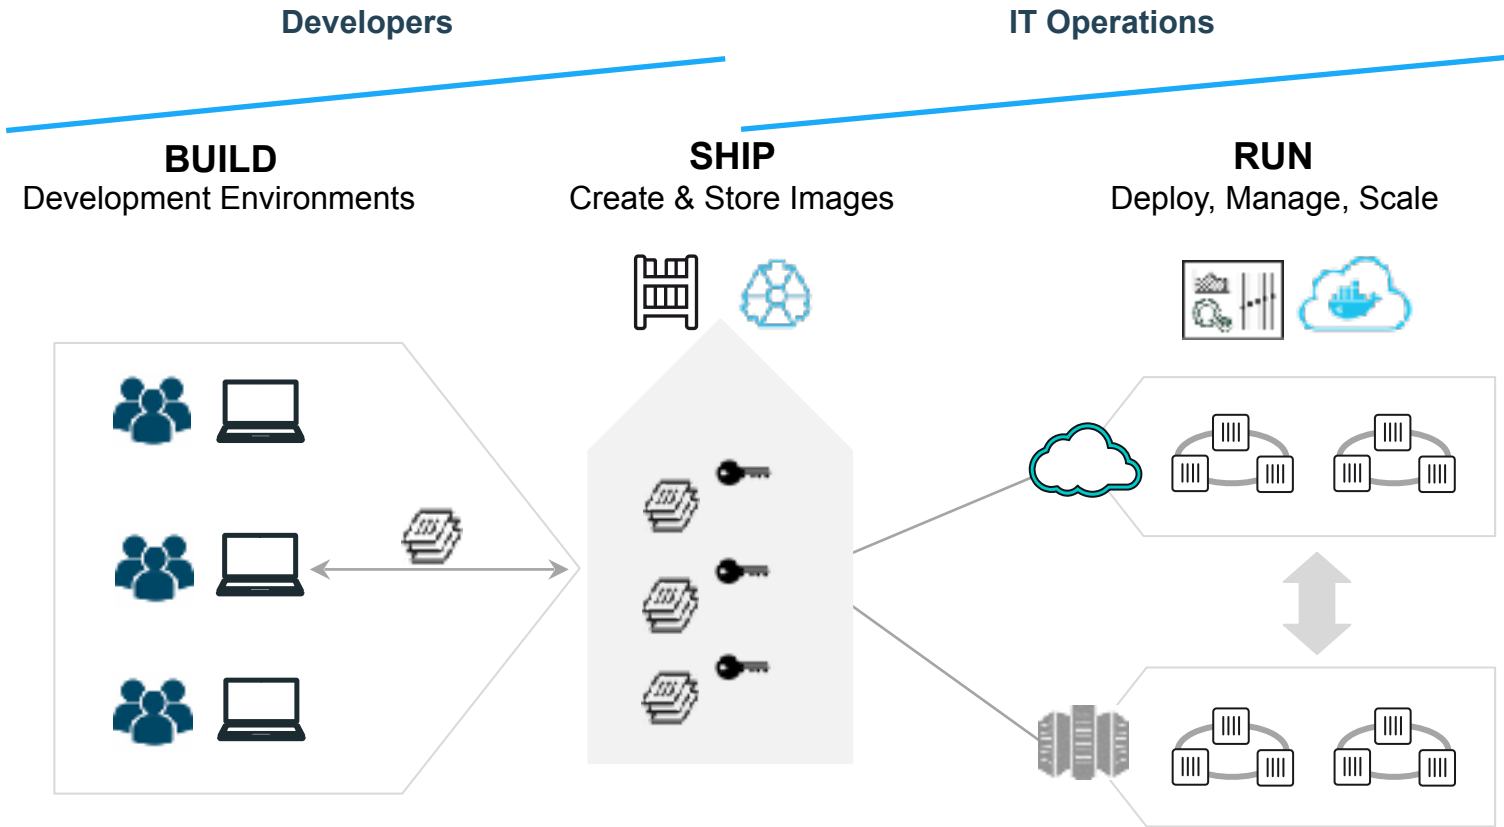 Developers
IT Operations
BUILD
Development Environments
SHIP
Create & Store Images
RUN
Deploy, Manage, Scale